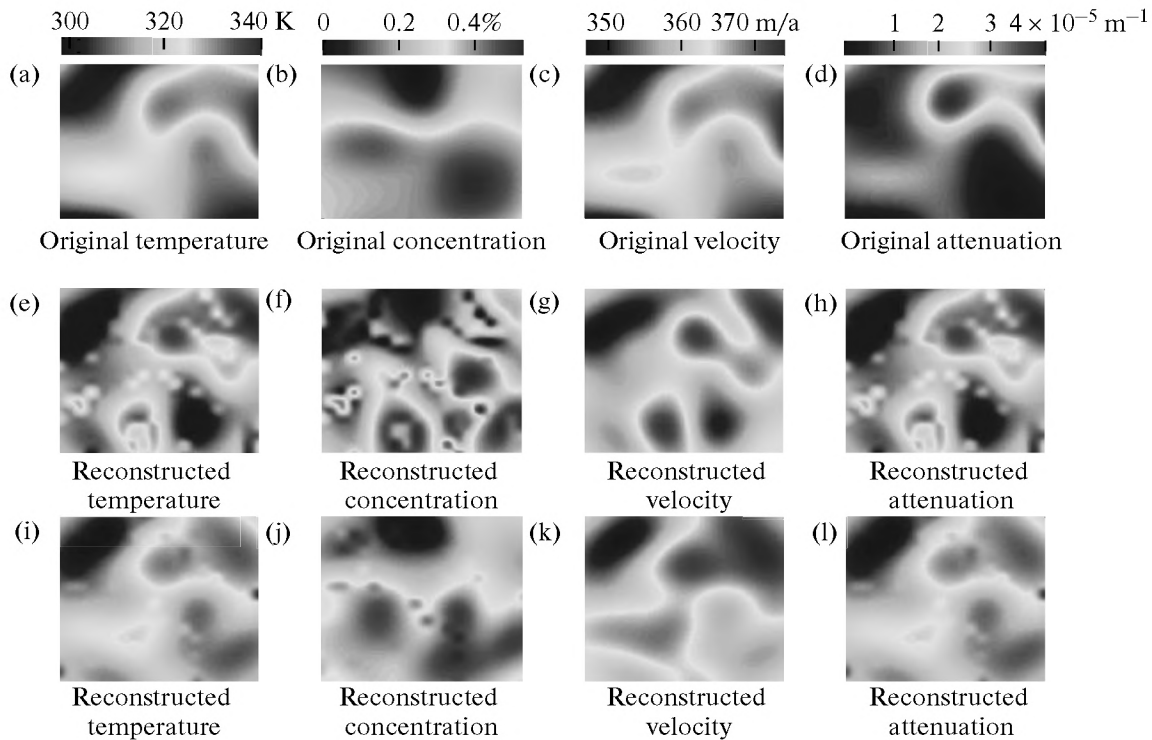 300 320 340 K 0 0.2 0.4% 350 360 370 m/a 1 2 3 4 × 10⁻⁵ m⁻¹
(a) (b) (c) (d)
Original temperature Original concentration Original velocity Original attenuation
(e) (f) (g) (h)
Reconstructed Reconstructed Reconstructed Reconstructed
temperature concentration velocity attenuation
(i) (j) (k) (l)
Reconstructed Reconstructed Reconstructed Reconstructed
temperature concentration velocity attenuation